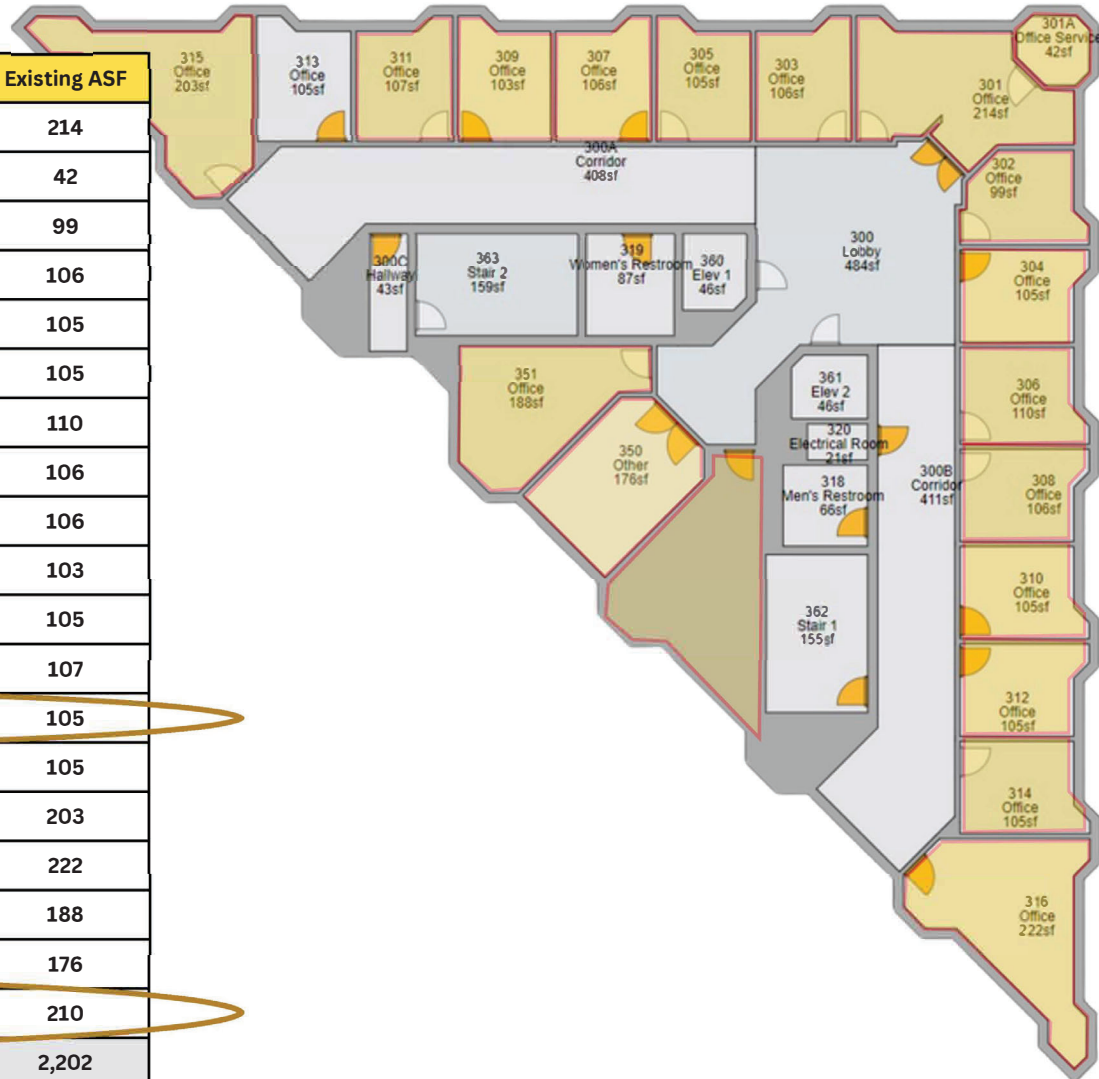 Existing ASF
214
42
99
106
105
105
110
106
106
103
105
107
105
105
203
222
188
176
210
2,202
315
Office
203sf
313
Office
105sf
311
Office
107sf
309
Office
103sf
307
Office
106sf
305
Office
105sf
303
Office
106sf
301
Office
214sf
301A
Office Service
42sf
300A
Corridor
408sf
302
Office
99sf
300C
Hallway
43sf
363
Stair 2
159sf
319
Women's Restroom
87sf
360
Elev 1
46sf
300
Lobby
484sf
304
Office
105sf
351
Office
188sf
361
Elev 2
46sf
306
Office
110sf
320
Electrical Room
21sf
350
Other
176sf
318
Men's Restroom
66sf
300B
Corridor
411sf
308
Office
106sf
310
Office
105sf
362
Stair 1
155sf
312
Office
105sf
314
Office
105sf
316
Office
222sf